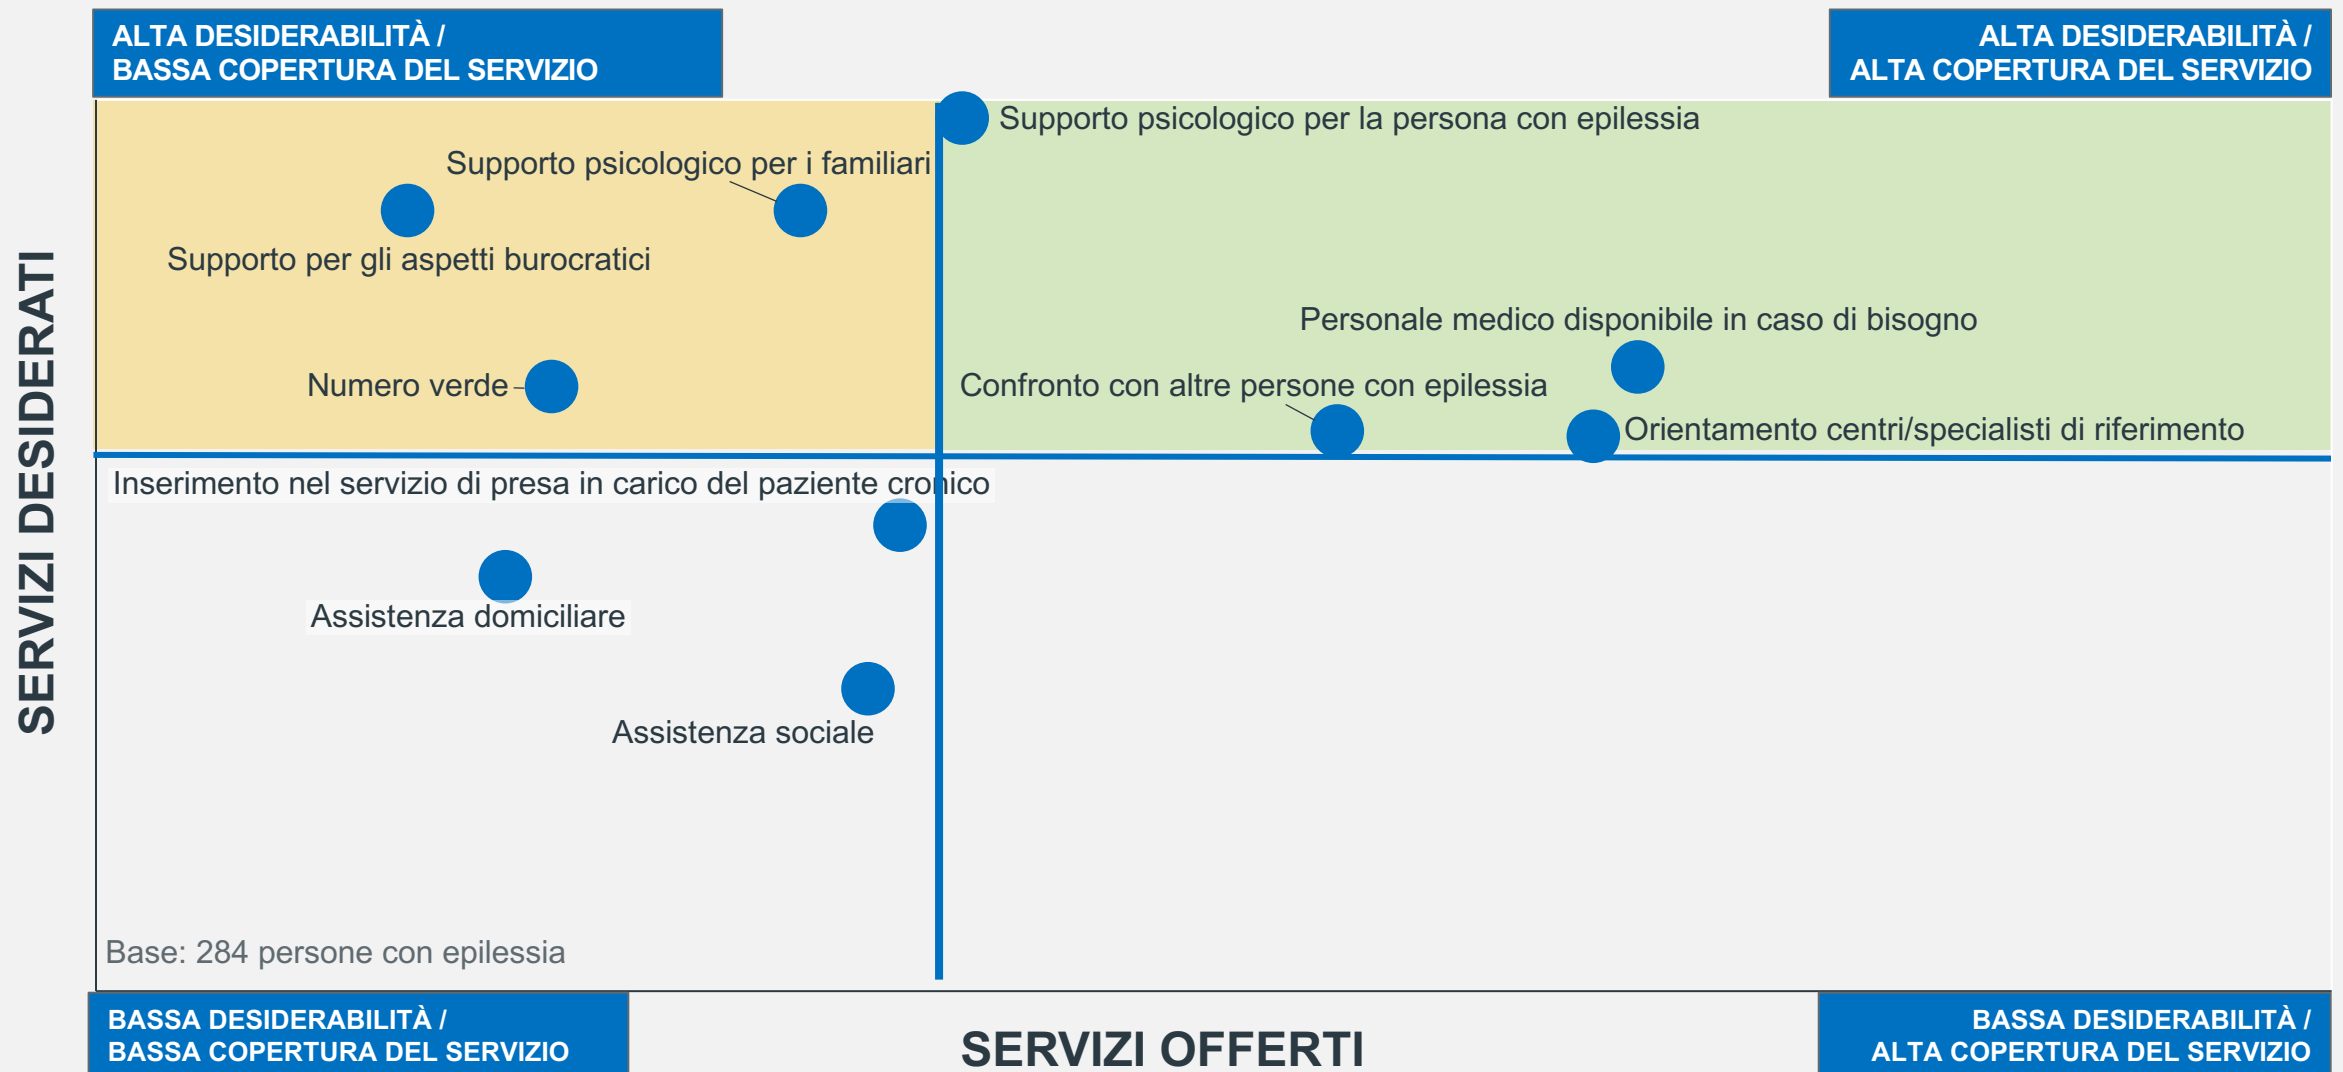 ALTA DESIDERABILITÀ /
BASSA COPERTURA DEL SERVIZIO
ALTA DESIDERABILITÀ /
ALTA COPERTURA DEL SERVIZIO
Supporto psicologico per la persona con epilessia
Supporto psicologico per i familiari
Supporto per gli aspetti burocratici
Personale medico disponibile in caso di bisogno
Numero verde
Confronto con altre persone con epilessia
Orientamento centri/specialisti di riferimento
SERVIZI DESIDERATI
Inserimento nel servizio di presa in carico del paziente cronico
Assistenza domiciliare
Assistenza sociale
Base: 284 persone con epilessia
BASSA DESIDERABILITÀ /
BASSA COPERTURA DEL SERVIZIO
SERVIZI OFFERTI
BASSA DESIDERABILITÀ /
ALTA COPERTURA DEL SERVIZIO